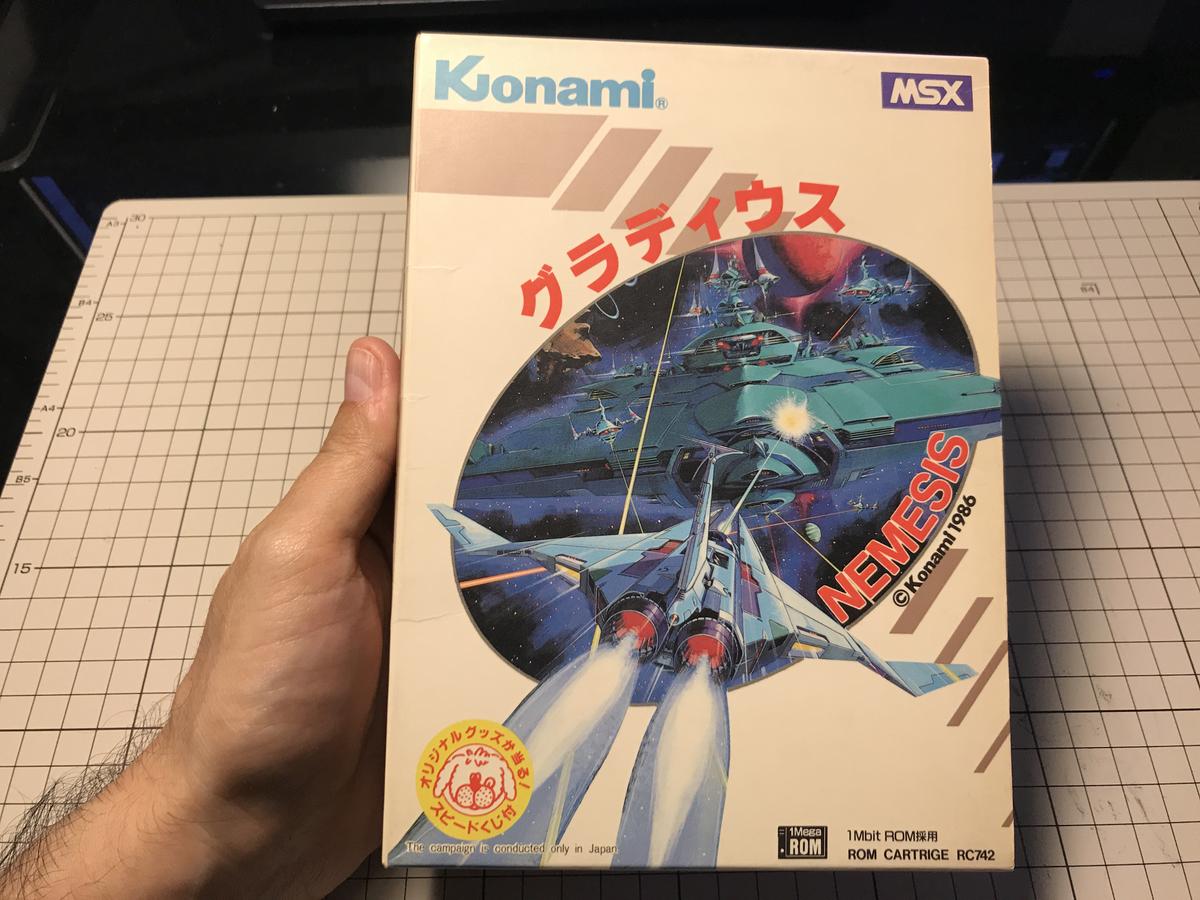 Konami®
MSX
グラディウス
NEMESIS
©Konami 1986
オリジナルグッズが当る!
スピードくじ付
The campaign is conducted only in Japan.
1Mega
ROM
1Mbit ROM採用
ROM CARTRIGE RC742
A3
30
B4
25
A4
20
B5
15
B4